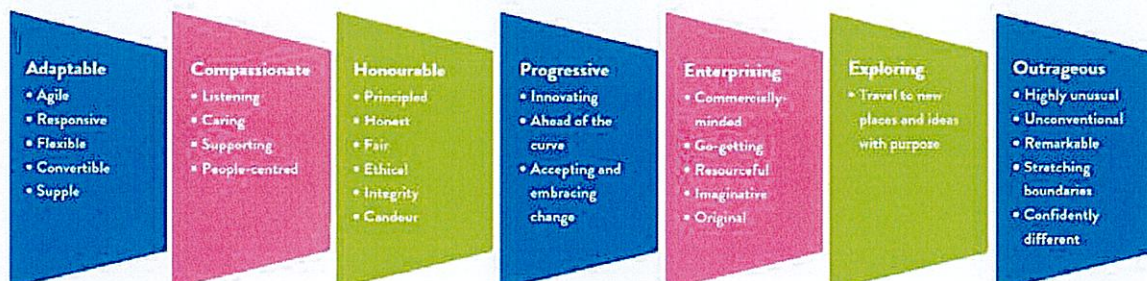 Adaptable
• Agile
• Responsive
• Flexible
• Convertible
• Supple
Compassionate
• Listening
• Caring
• Supporting
• People-centred
Honourable
• Principled
• Honest
• Fair
• Ethical
• Integrity
• Candour
Progressive
• Innovating
• Ahead of the
curve
• Accepting and
embracing
change
Enterprising
• Commercially-
minded
• Go-getting
• Resourceful
• Imaginative
• Original
Exploring
• Travel to new
places and ideas
with purpose
Outrageous
• Highly unusual
• Unconventional
• Remarkable
• Stretching
boundaries
• Confidently
different